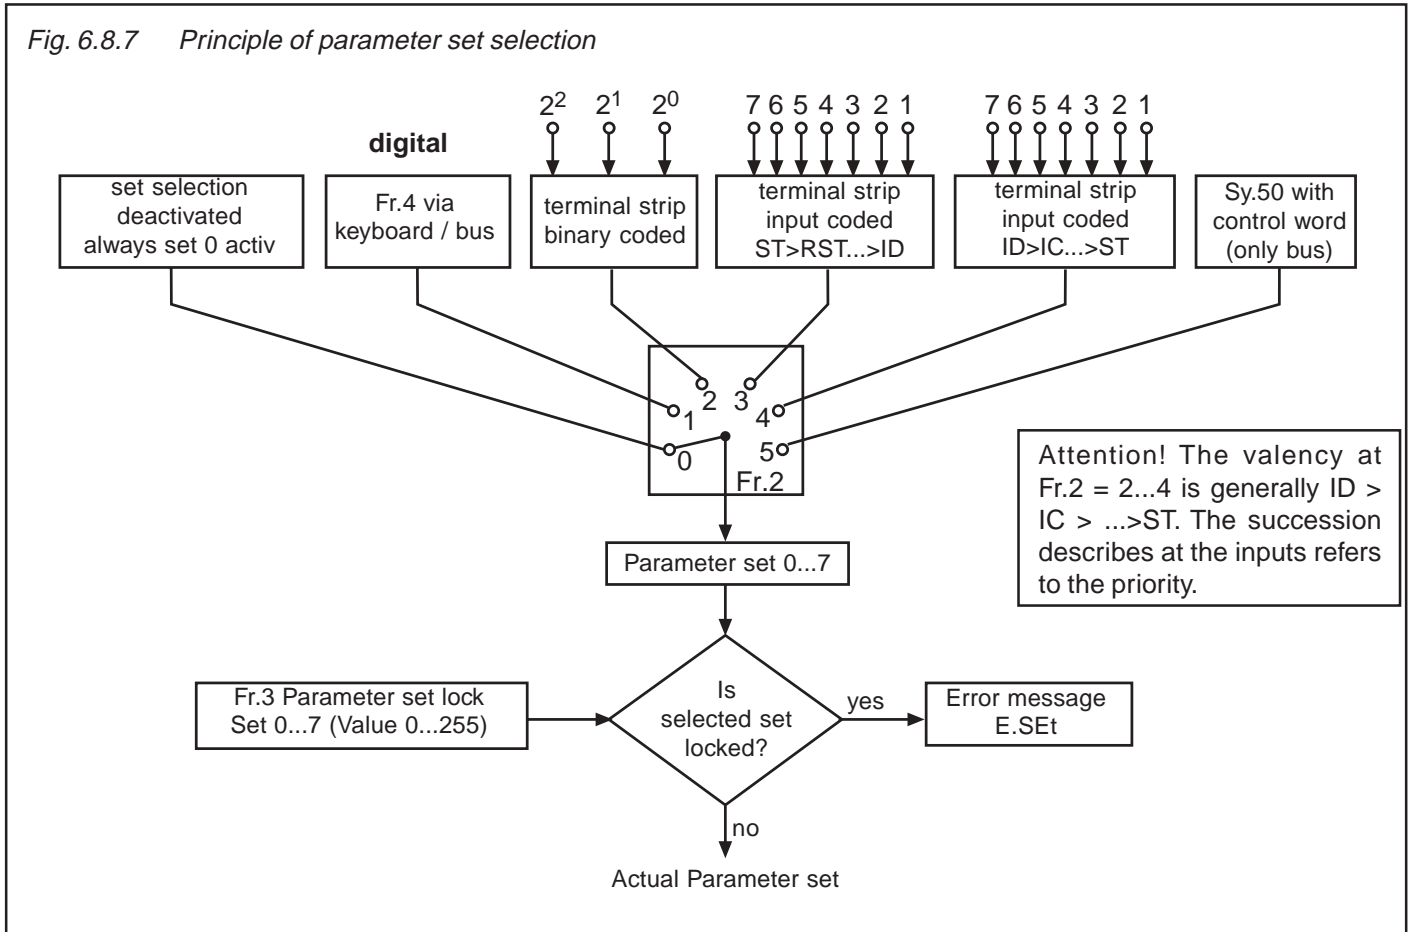 Fig. 6.8.7 Principle of parameter set selection
digital
2² 2¹ 2⁰
7 6 5 4 3 2 1
7 6 5 4 3 2 1
set selection
deactivated
always set 0 activ
Fr.4 via
keyboard / bus
terminal strip
binary coded
terminal strip
input coded
ST>RST...>ID
terminal strip
input coded
ID>IC...>ST
Sy.50 with
control word
(only bus)
0
1
2
3
4
5
Fr.2
Attention! The valency at
Fr.2 = 2...4 is generally ID >
IC > ...>ST. The succession
describes at the inputs refers
to the priority.
Parameter set 0...7
Fr.3 Parameter set lock
Set 0...7 (Value 0...255)
Is
selected set
locked?
yes
Error message
E.SEt
no
Actual Parameter set